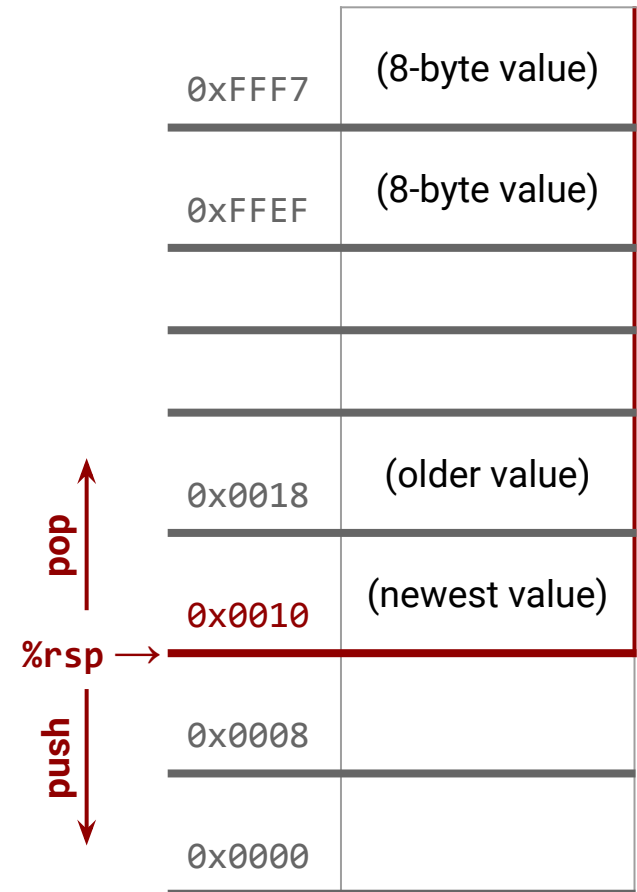 (8-byte value)
0xFFF7
(8-byte value)
0xFFEF
(older value)
0x0018
pop
(newest value)
0x0010
%rsp
push
0x0008
0x0000